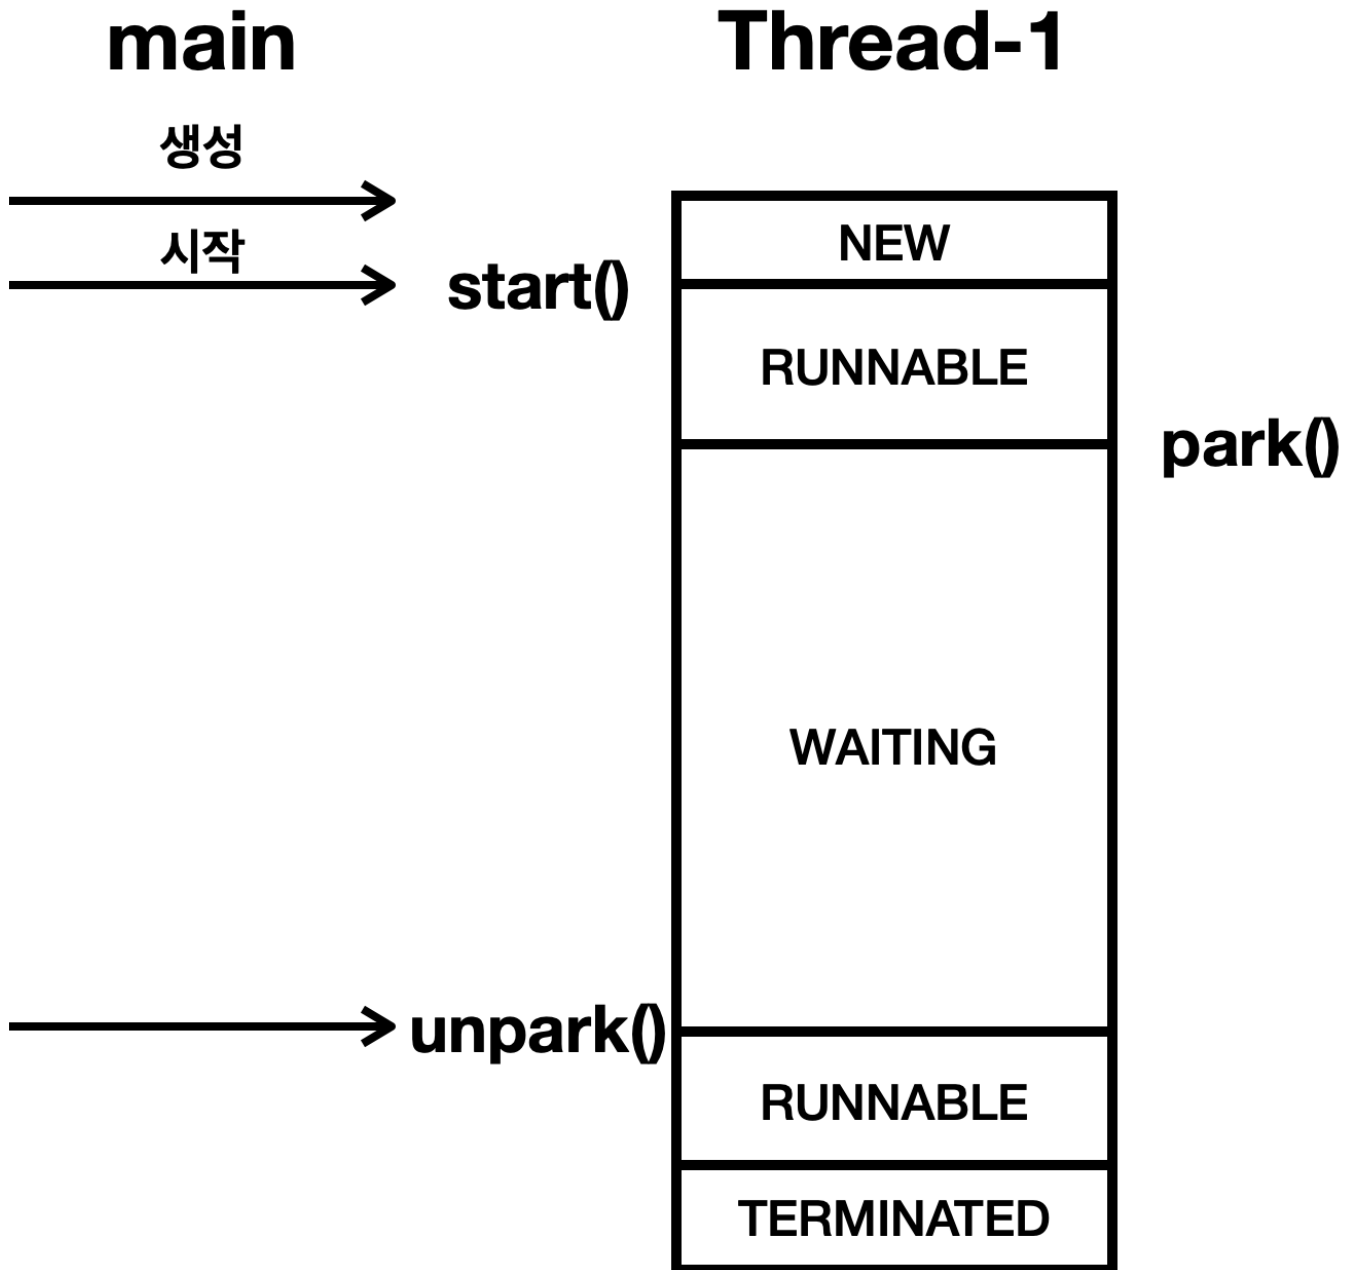 main
Thread-1
생성
시작
start()
NEW
RUNNABLE
park()
WAITING
unpark()
RUNNABLE
TERMINATED